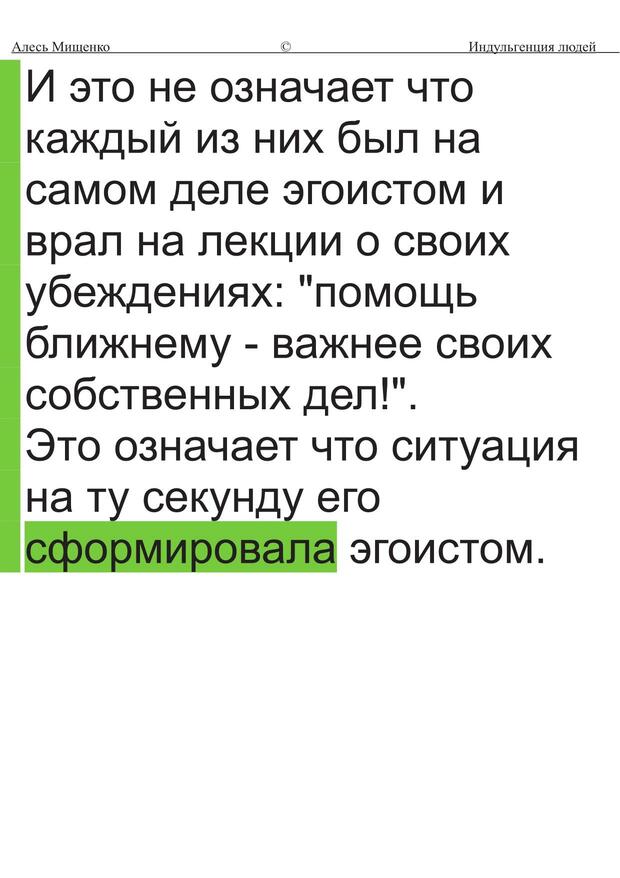 Алесь Мищенко © Индульгенция людей
И это не означает что
каждый из них был на
самом деле эгоистом и
врал на лекции о своих
убеждениях: "помощь
ближнему - важнее своих
собственных дел!".
Это означает что ситуация
на ту секунду его
сформировала эгоистом.